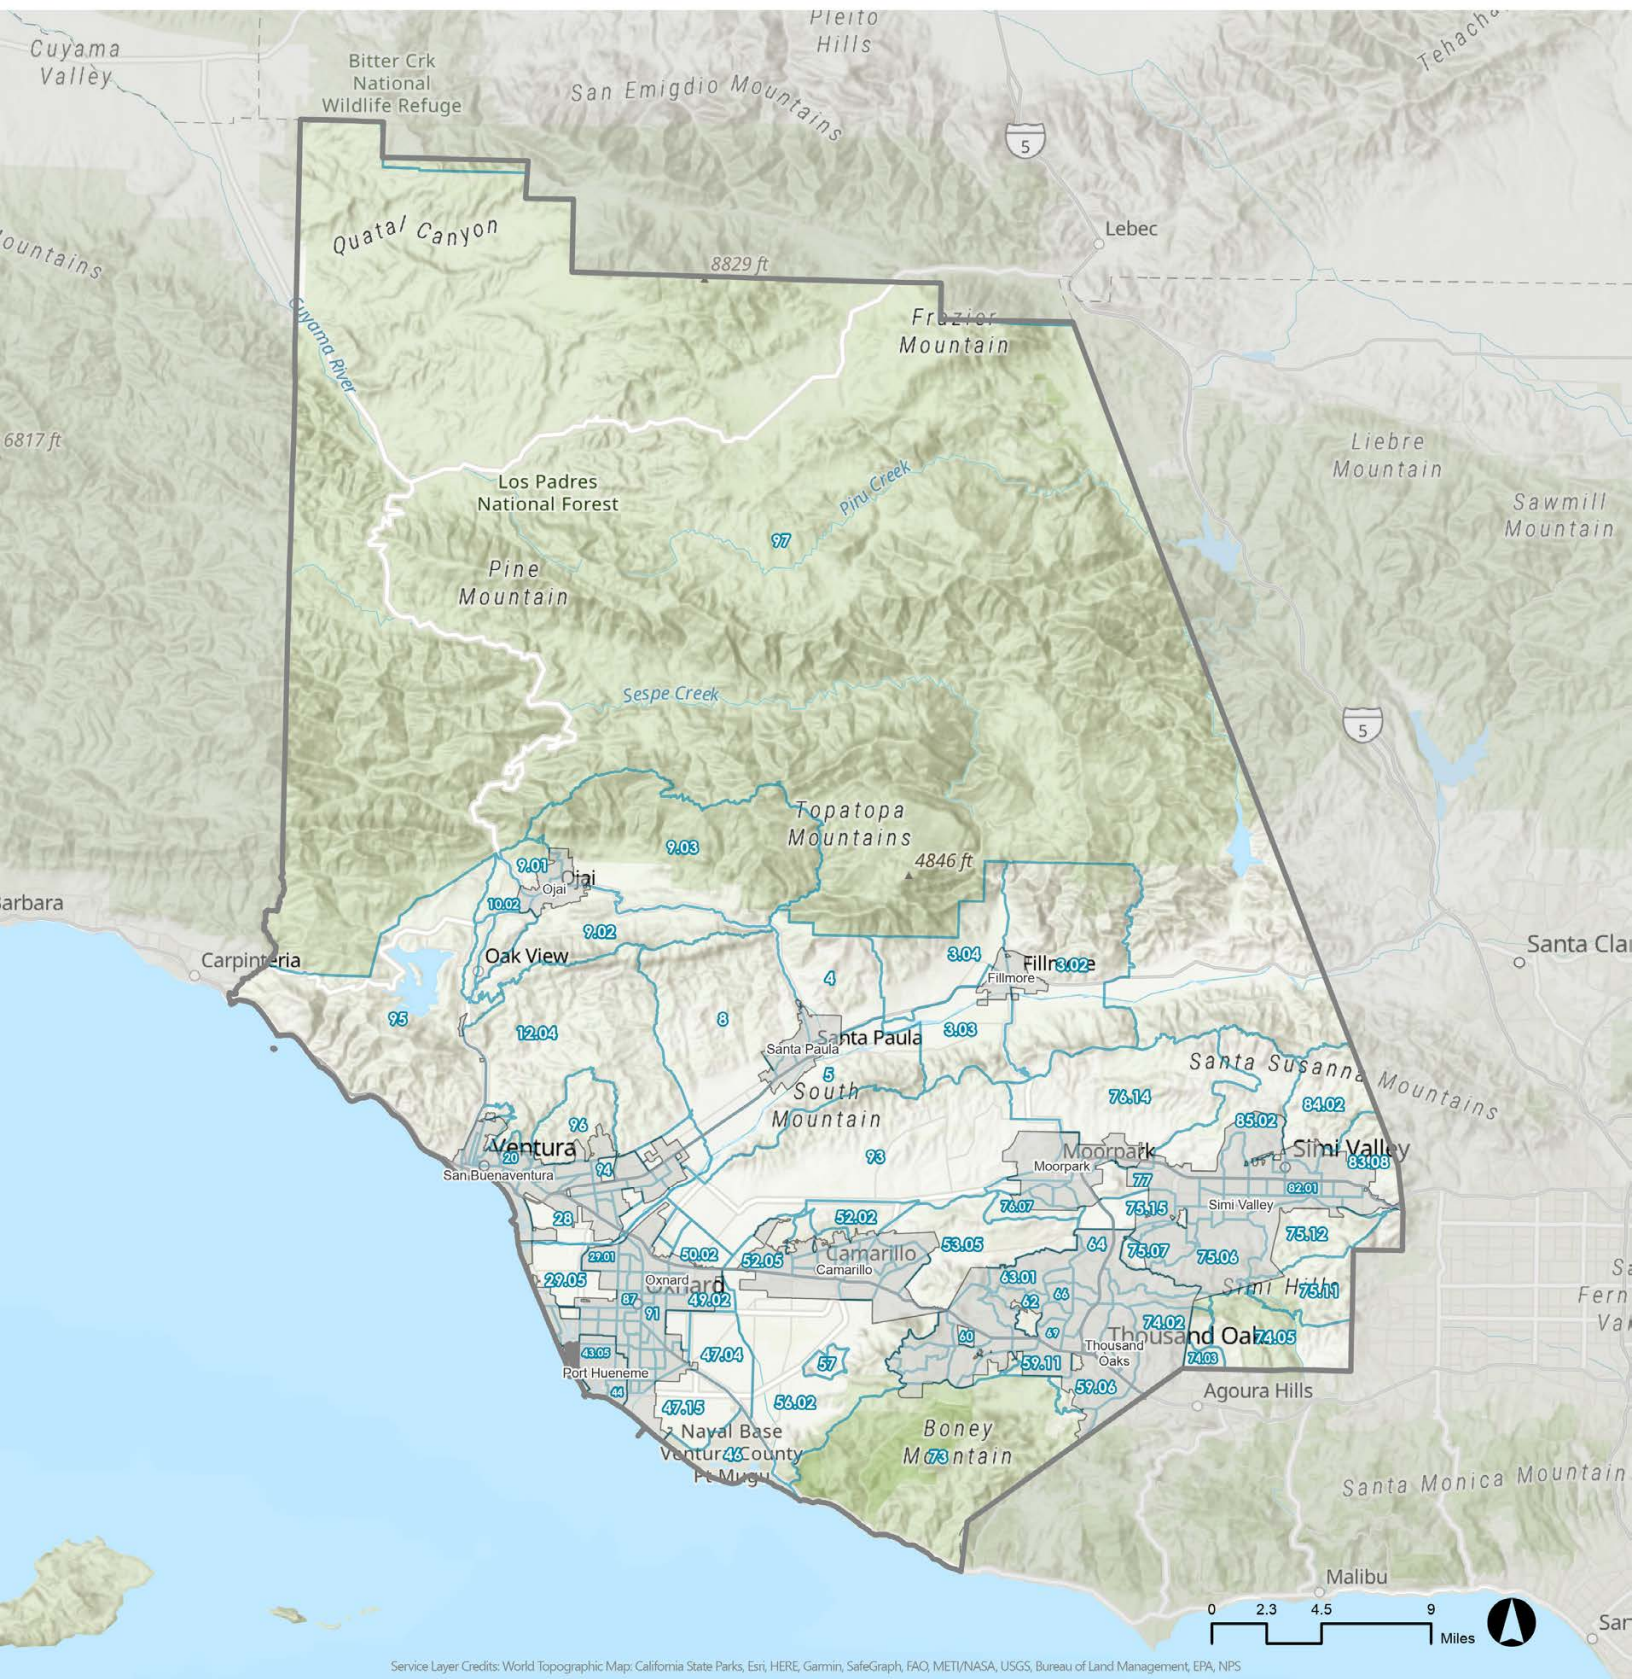 Pleito
Hills
Tehacha
Cuyama
Valley
Bitter Crk
National
Wildlife Refuge
San Emigdio Mountains
5
Lebec
Quatal Canyon
ountains
8829 ft
Frazier
Mountain
Cuyama River
6817 ft
Liebre
Mountain
Los Padres
National Forest
Piru Creek
Sawmill
Mountain
97
Pine
Mountain
Sespe Creek
5
Topatopa
Mountains
9.03
4846 ft
9.01
Ojai
Ojai
10.02
arbara
9.02
Carpinteria
Oak View
3.04
Fillmore
3.02
Fillmore
4
Santa Clar
95
12.04
8
3.03
Santa Paula
Santa Paula
5
South
Mountain
Santa Susanna Mountains
76.14
84.02
85.02
96
Ventura
20
San Buenaventura
94
93
Moorpark
Moorpark
Simi Valley
83.08
77
82.01
Simi Valley
76.07
75.15
28
52.02
75.12
53.05
64
75.07
75.06
29.01
50.02
52.05
Camarillo
Camarillo
29.05
Oxnard
Oxnard
63.01
Simi Hills
75.11
87
91
49.02
62
66
74.02
60
69
Thousand Oaks
74.05
Thousand
Oaks
43.05
47.04
57
59.11
74.03
Port Hueneme
44
59.06
Agoura Hills
56.02
47.15
Naval Base
Ventura County
Pt Mugu
46
Boney
Mountain
73
Santa Monica Mountain
Malibu
San
0 2.3 4.5 9
Miles
Service Layer Credits: World Topographic Map: California State Parks, Esri, HERE, Garmin, SafeGraph, FAO, METI/NASA, USGS, Bureau of Land Management, EPA, NPS